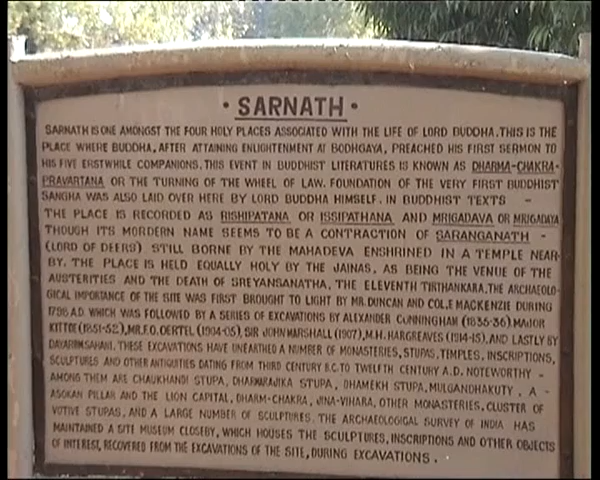 • SARNATH •
SARNATH IS ONE AMONGST THE FOUR HOLY PLACES ASSOCIATED WITH THE LIFE OF LORD BUDDHA. THIS IS THE
PLACE WHERE BUDDHA, AFTER ATTAINING ENLIGHTENMENT AT BODHGAYA, PREACHED HIS FIRST SERMON TO
HIS FIVE ERSTWHILE COMPANIONS. THIS EVENT IN BUDDHIST LITERATURES IS KNOWN AS DHARMA-CHAKRA-
PRAVARTANA OR THE TURNING OF THE WHEEL OF LAW. FOUNDATION OF THE VERY FIRST BUDDHIST
SANGHA WAS ALSO LAID OVER HERE BY LORD BUDDHA HIMSELF. IN BUDDHIST TEXTS -
THE PLACE IS RECORDED AS RISHIPATANA OR ISSIPATHANA AND MRIGADAVA OR MRIGADAYA
THOUGH ITS MORDERN NAME SEEMS TO BE A CONTRACTION OF SARANGANATH -
(LORD OF DEERS) STILL BORNE BY THE MAHADEVA ENSHRINED IN A TEMPLE NEAR-
BY. THE PLACE IS HELD EQUALLY HOLY BY THE JAINAS, AS BEING THE VENUE OF THE
AUSTERITIES AND THE DEATH OF SREYANSANATHA, THE ELEVENTH TIRTHANKARA. THE ARCHAEOLO-
GICAL IMPORTANCE OF THE SITE WAS FIRST BROUGHT TO LIGHT BY MR. DUNCAN AND COL. E MACKENZIE DURING
1798 A.D. WHICH WAS FOLLOWED BY A SERIES OF EXCAVATIONS BY ALEXANDER CUNNINGHAM (1835-36) MAJOR
KITTOE (1851-52), MR. F.O. OERTEL (1904-05), SIR JOHN MARSHALL (1907), M.H. HARGREAVES (1914-15), AND LASTLY BY
DAYARAM SAHANI. THESE EXCAVATIONS HAVE UNEARTHED A NUMBER OF MONASTERIES, STUPAS, TEMPLES, INSCRIPTIONS,
SCULPTURES AND OTHER ANTIQUITIES DATING FROM THIRD CENTURY B.C. TO TWELFTH CENTURY A.D. NOTEWORTHY -
AMONG THEM ARE CHAUKHANDI STUPA, DHARMARAJIKA STUPA, DHAMEKH STUPA, MULGANDHAKUTY, A -
ASOKAN PILLAR AND THE LION CAPITAL, DHARM-CHAKRA, JINA-VIHARA, OTHER MONASTERIES, CLUSTER OF
VOTIVE STUPAS, AND A LARGE NUMBER OF SCULPTURES. THE ARCHAEOLOGICAL SURVEY OF INDIA HAS
MAINTAINED A SITE MUSEUM CLOSEBY, WHICH HOUSES THE SCULPTURES, INSCRIPTIONS AND OTHER OBJECTS
OF INTEREST, RECOVERED FROM THE EXCAVATIONS OF THE SITE, DURING EXCAVATIONS.